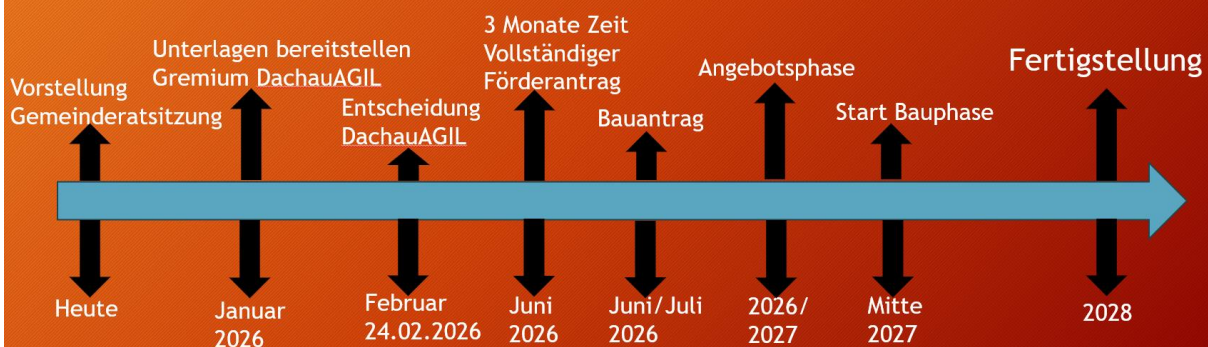 Vorstellung
Gemeinderatsitzung
Unterlagen bereitstellen
Gremium DachauAGIL
Entscheidung
DachauAGIL
3 Monate Zeit
Vollständiger
Förderantrag
Bauantrag
Angebotsphase
Start Bauphase
Fertigstellung
Heute
Januar
2026
Februar
24.02.2026
Juni
2026
Juni/Juli
2026
2026/
2027
Mitte
2027
2028